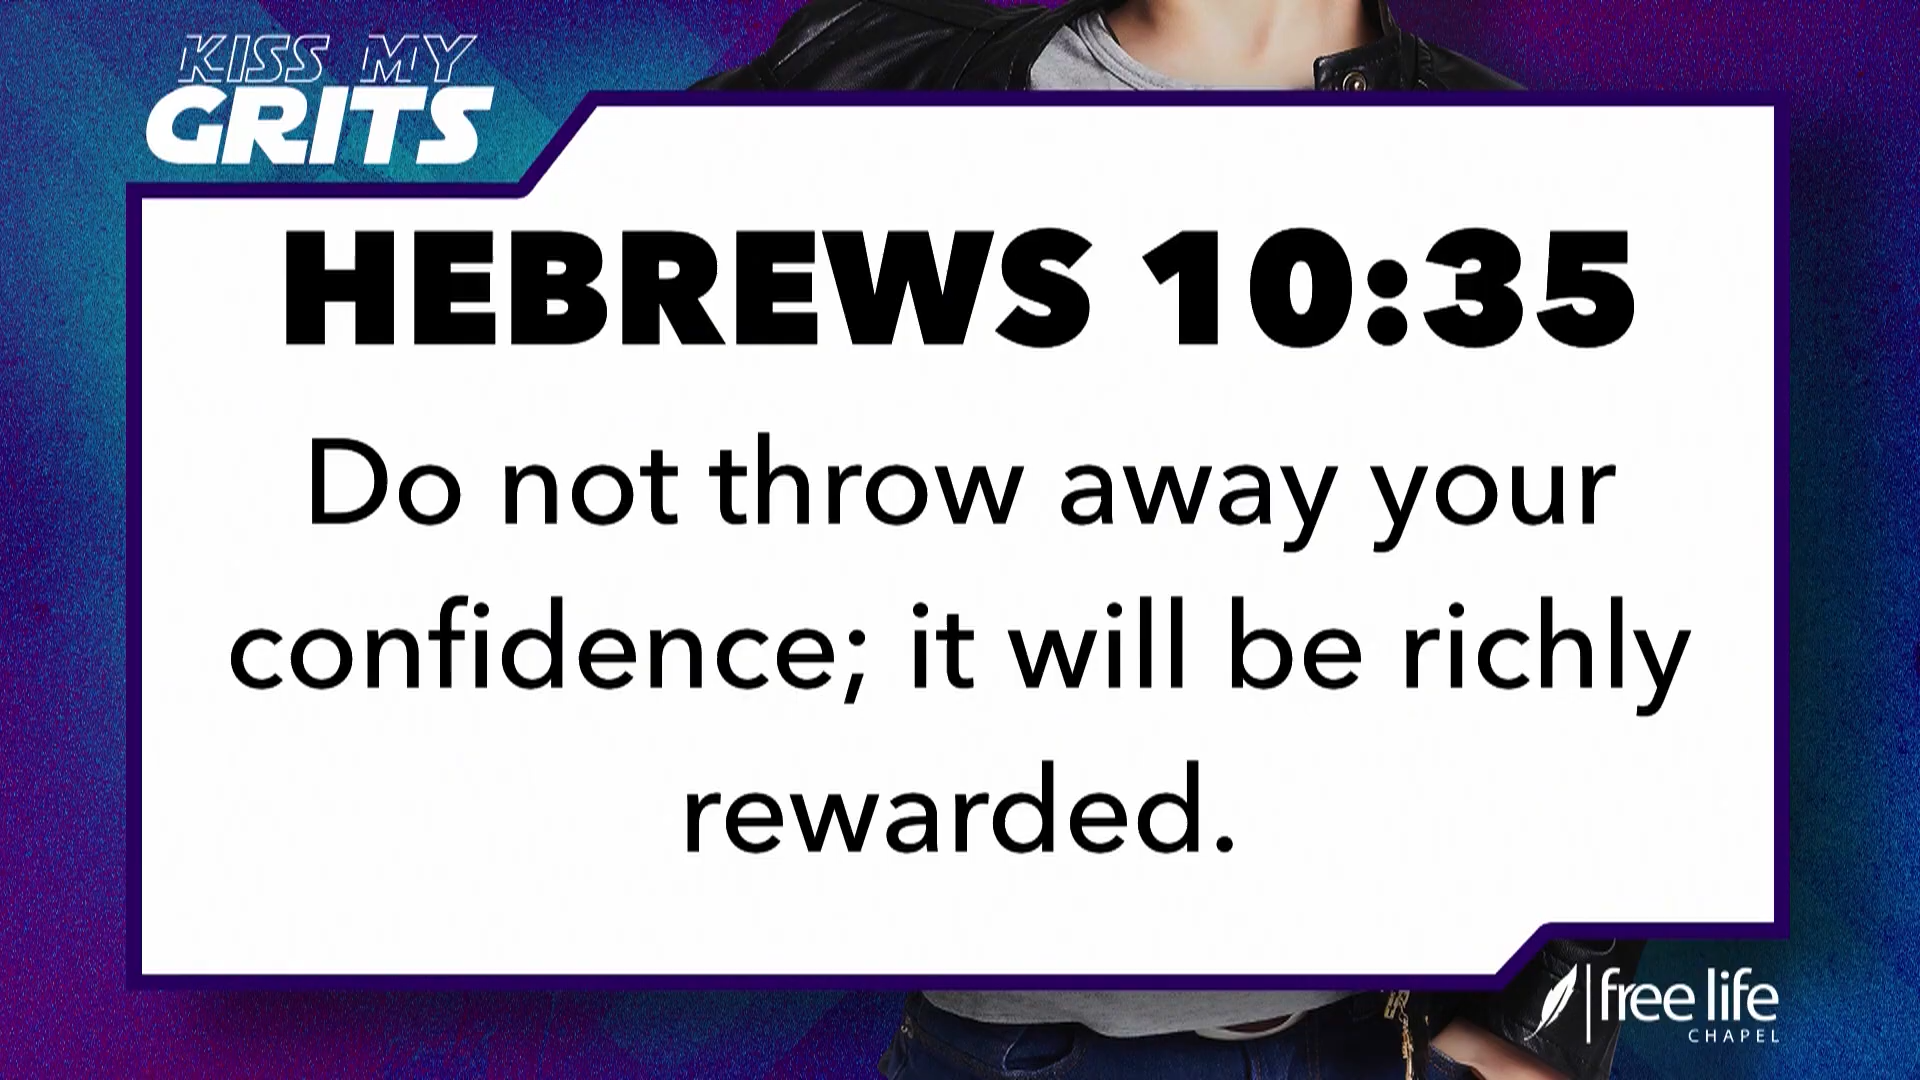 KISS MY
GRITS
HEBREWS 10:35
Do not throw away your
confidence; it will be richly
rewarded.
free life
CHAPEL